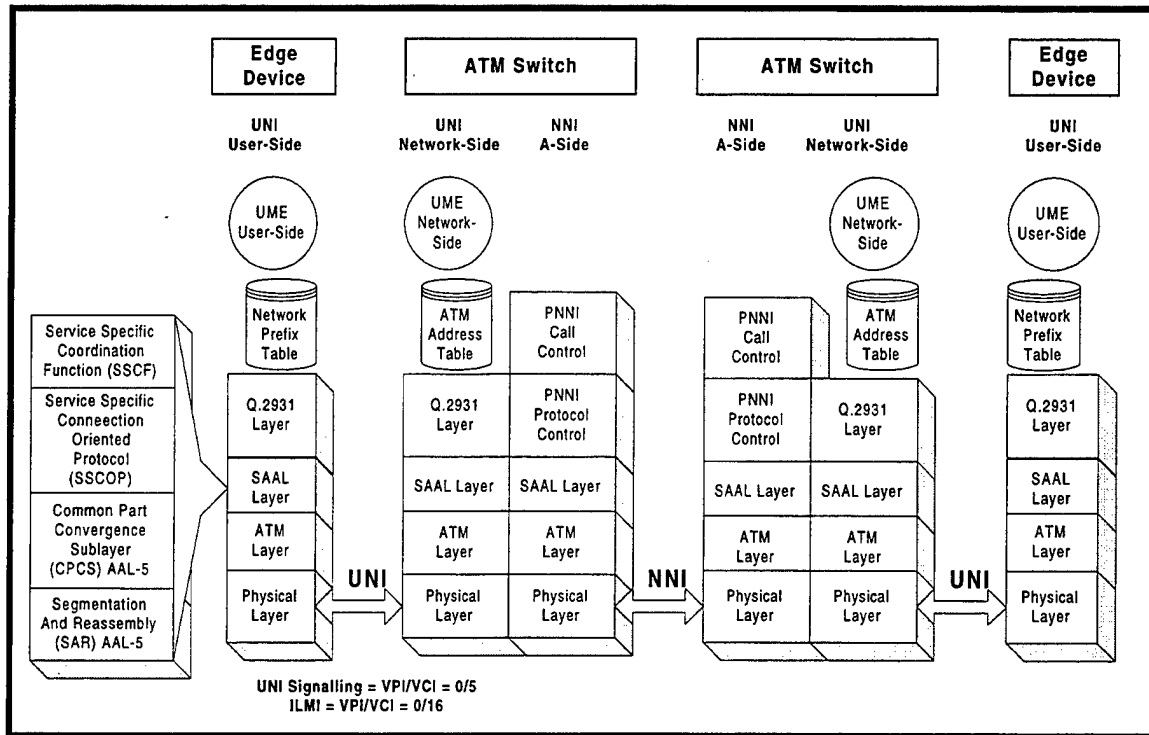 Edge
Device
ATM Switch
ATM Switch
Edge
Device
UNI
User-Side
UNI
Network-Side
NNI
A-Side
NNI
A-Side
UNI
Network-Side
UNI
User-Side
UME
User-Side
UME
Network-
Side
UME
Network-
Side
UME
User-Side
Network
Prefix
Table
ATM
Address
Table
PNNI
Call
Control
PNNI
Call
Control
ATM
Address
Table
Network
Prefix
Table
Service Specific
Coordination
Function (SSCF)
Service Specific
Conneection
Oriented
Protocol
(SSCOP)
Common Part
Convergence
Sublayer
(CPCS) AAL-5
Segmentation
And Reassembly
(SAR) AAL-5
Q.2931
Layer
SAAL
Layer
ATM
Layer
Physical
Layer
UNI
Q.2931
Layer
SAAL Layer
ATM Layer
Physical
Layer
PNNI
Protocol
Control
SAAL Layer
ATM
Layer
Physical
Layer
NNI
PNNI
Protocol
Control
SAAL Layer
ATM
Layer
Physical
Layer
Q.2931
Layer
SAAL Layer
ATM
Layer
Physical
Layer
UNI
Q.2931
Layer
SAAL
Layer
ATM
Layer
Physical
Layer
UNI Signalling = VPI/VCI = 0/5
ILMI = VPI/VCI = 0/16